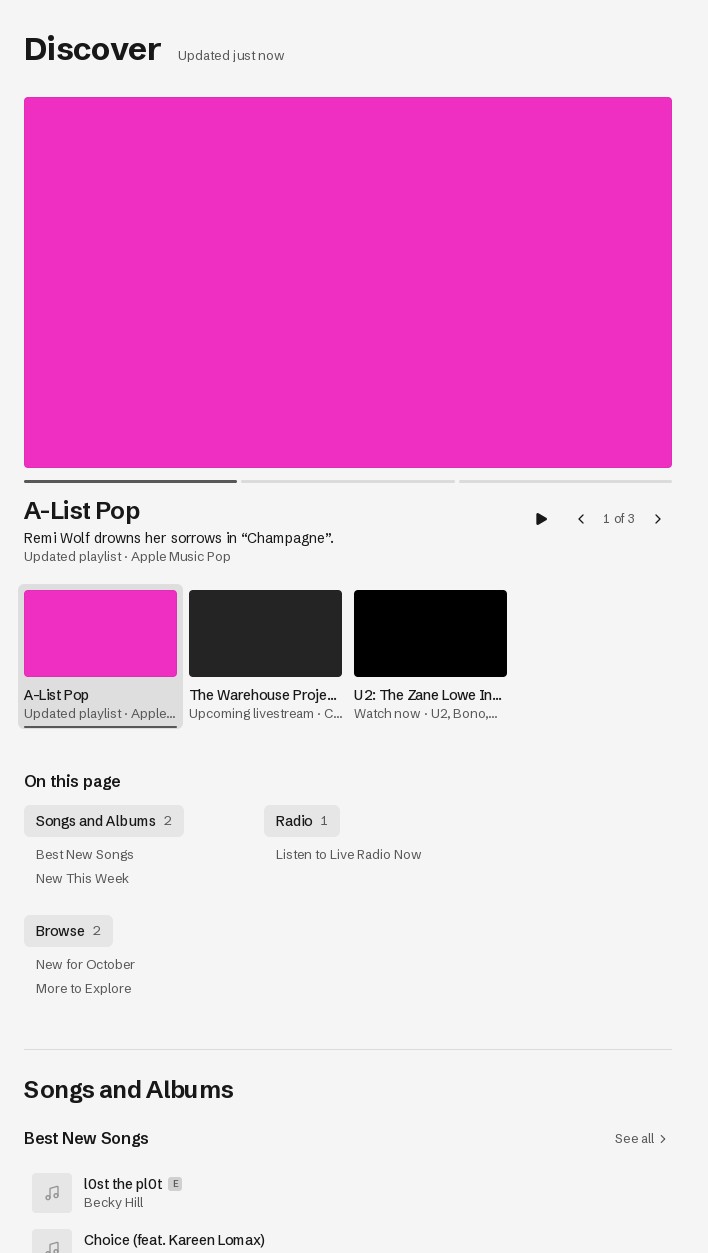 Discover
Updated just now
A-List Pop
Remi Wolf drowns her sorrows in “Champagne”.
Updated playlist · Apple Music Pop
1 of 3
A-List Pop
Updated playlist · Apple...
The Warehouse Proje...
Upcoming livestream · C...
U2: The Zane Lowe In...
Watch now · U2, Bono,...
On this page
Songs and Albums 2
Best New Songs
New This Week
Radio 1
Listen to Live Radio Now
Browse 2
New for October
More to Explore
Songs and Albums
Best New Songs
See all
l0st the pl0t E
Becky Hill
Choice (feat. Kareen Lomax)